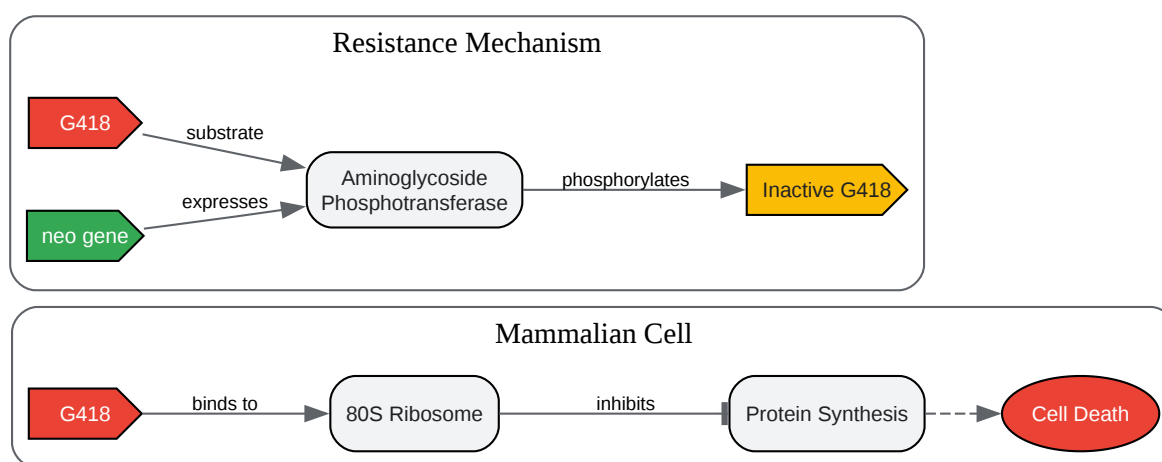 Resistance Mechanism
G418
substrate
neo gene
expresses
Aminoglycoside
Phosphotransferase
phosphorylates
Inactive G418
Mammalian Cell
G418
binds to
80S Ribosome
inhibits
Protein Synthesis
Cell Death